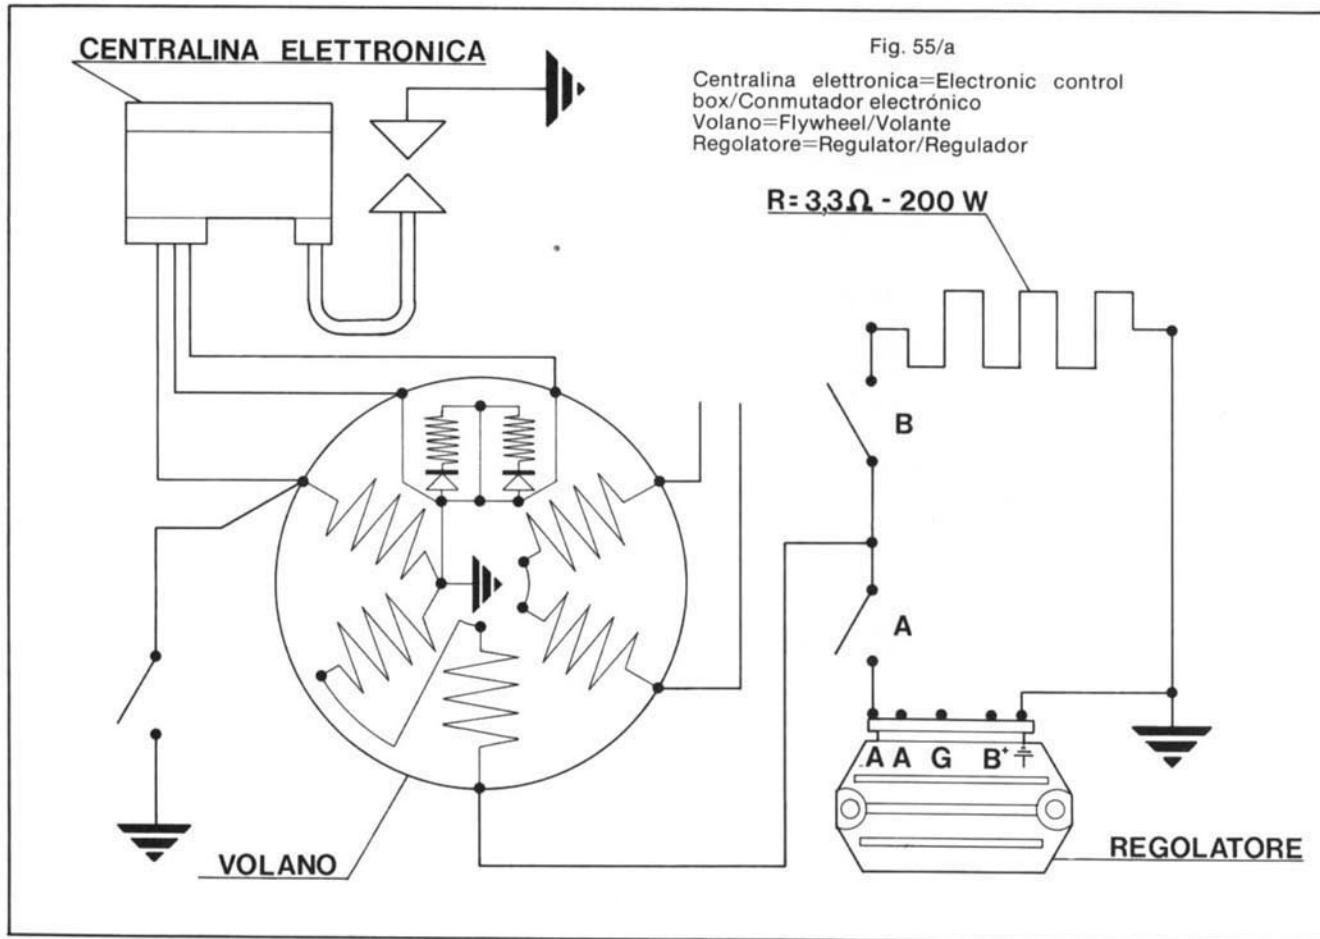 CENTRALINA ELETTRONICA
Fig. 55/a
Centralina elettronica=Electronic control
box/Conmutador electrónico
Volano=Flywheel/Volante
Regolatore=Regulator/Regulador
R=3,3Ω - 200 W
B
A
A A G B+
VOLANO
REGOLATORE